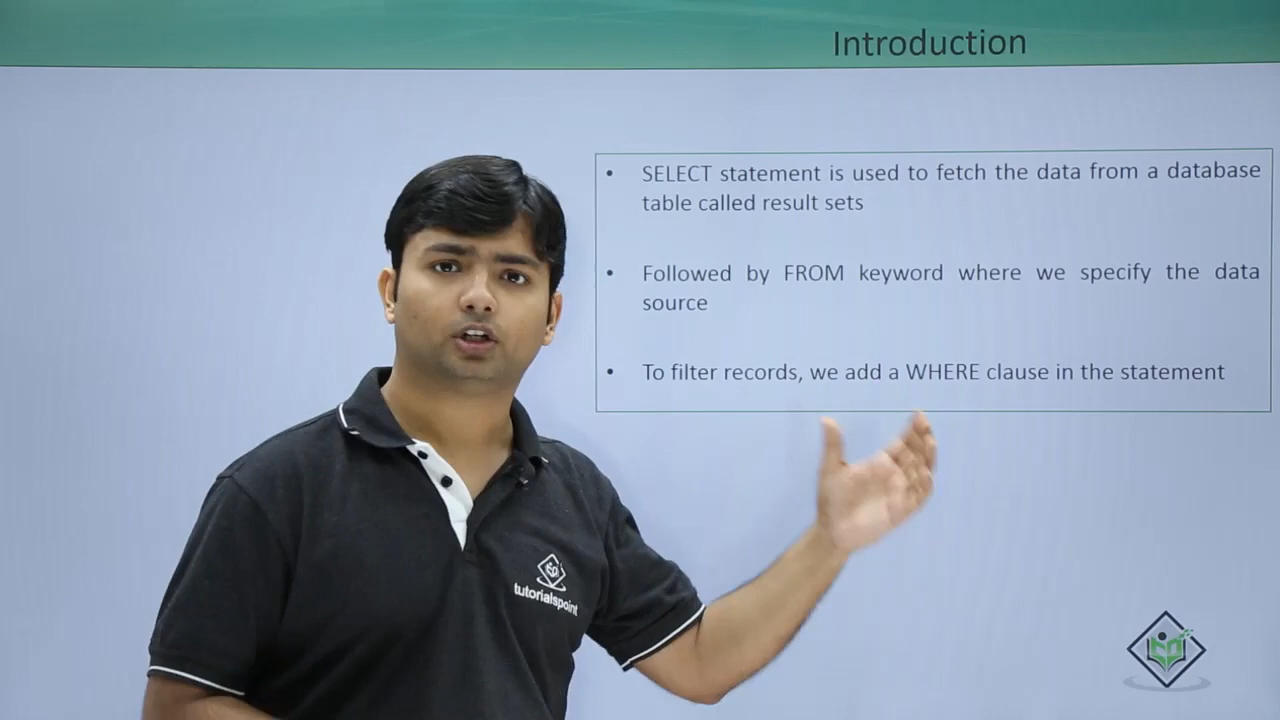 Introduction
• SELECT statement is used to fetch the data from a database
table called result sets
• Followed by FROM keyword where we specify the data
source
• To filter records, we add a WHERE clause in the statement
tutorialspoint